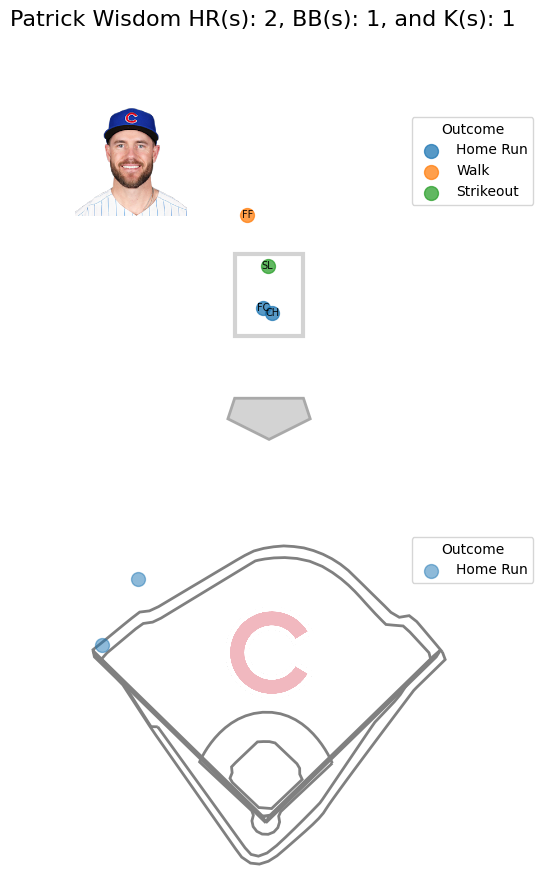 Patrick Wisdom HR(s): 2, BB(s): 1, and K(s): 1
Outcome
Home Run
Walk
Strikeout
FF
SL
FC
CH
Outcome
Home Run
C